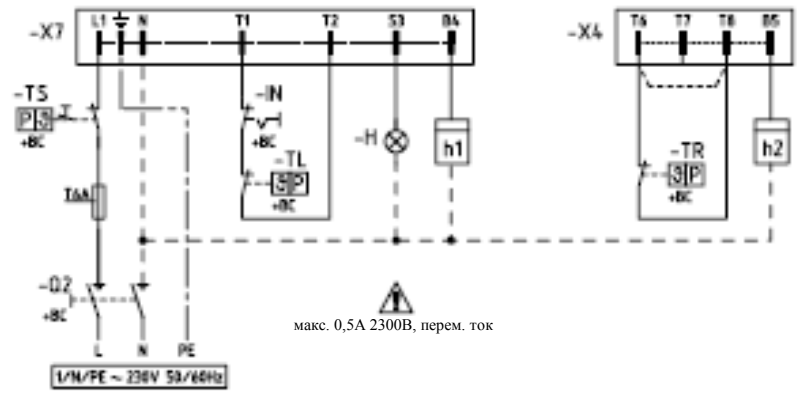 L1 N T1 T2 S3 B4
T6 T7 T8 B5
-X7
-X4
-TS
P
+BC
-IN
+BC
-TL
P
+BC
-H
h1
-TR
P
+BC
h2
T6A
-Q2
+BC
макс. 0,5А 2300В, перем. ток
L N PE
1/N/PE ~ 230V 50/60Hz